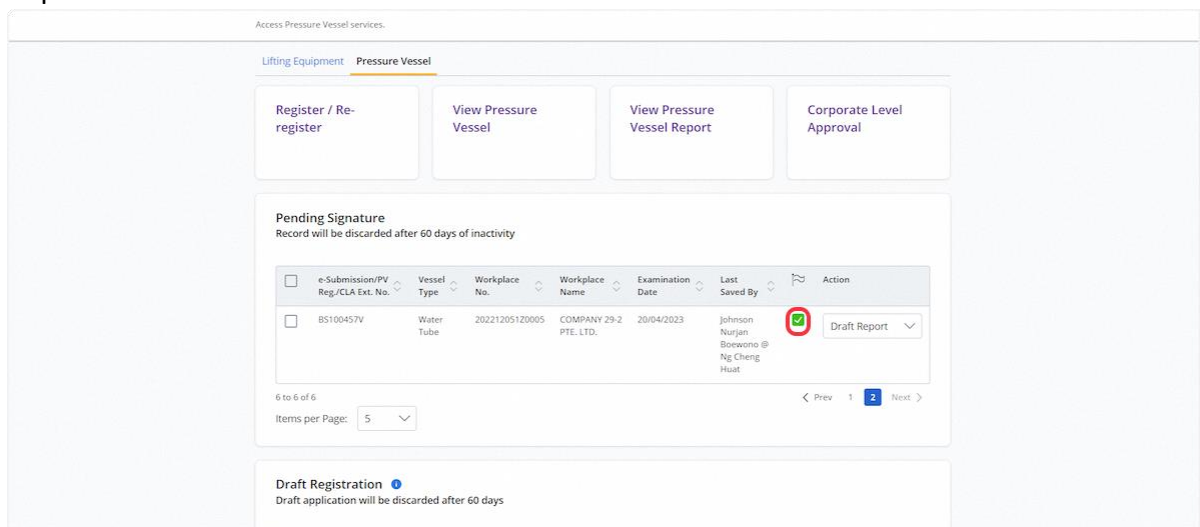 Access Pressure Vessel services.
Lifting Equipment Pressure Vessel
Register / Re-
register
View Pressure
Vessel
View Pressure
Vessel Report
Corporate Level
Approval
Pending Signature
Record will be discarded after 60 days of inactivity
e-Submission/PV
Reg./CLA Ext. No.
Vessel
Type
Workplace
No.
Workplace
Name
Examination
Date
Last
Saved By
Action
BS100457V
Water
Tube
202212051Z0005
COMPANY 29-2
PTE. LTD.
20/04/2023
Johnson
Nurjan
Boewono @
Ng Cheng
Huat
Draft Report
6 to 6 of 6
Prev 1 2 Next
Items per Page: 5
Draft Registration
Draft application will be discarded after 60 days